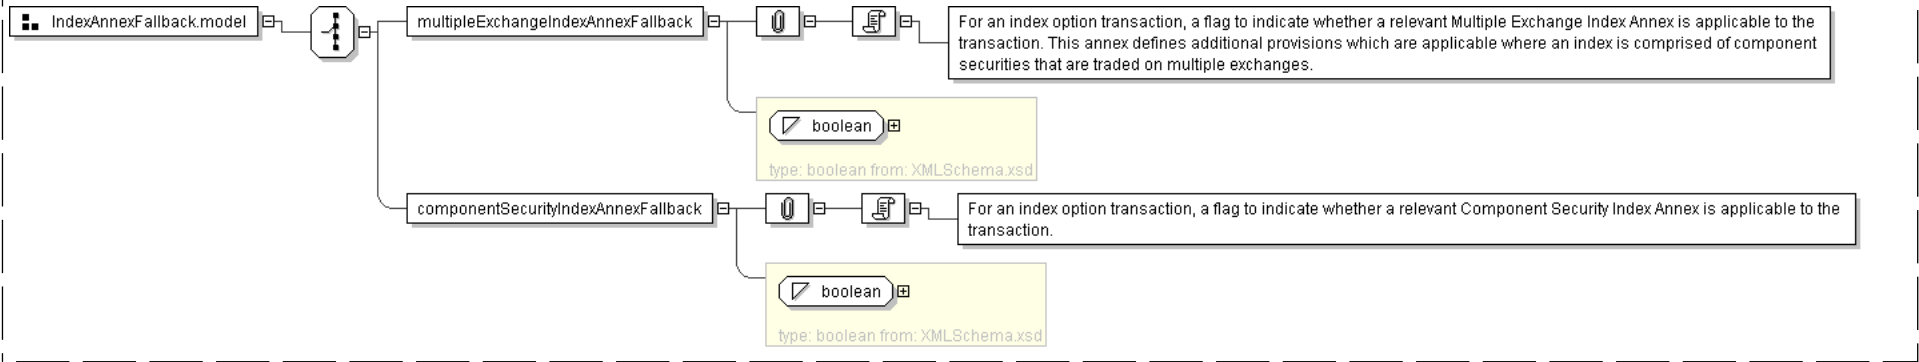 IndexAnnexFallback.model
multipleExchangeIndexAnnexFallback
For an index option transaction, a flag to indicate whether a relevant Multiple Exchange Index Annex is applicable to the
transaction. This annex defines additional provisions which are applicable where an index is comprised of component
securities that are traded on multiple exchanges.
boolean
type: boolean from: XMLSchema.xsd
componentSecurityIndexAnnexFallback
For an index option transaction, a flag to indicate whether a relevant Component Security Index Annex is applicable to the
transaction.
boolean
type: boolean from: XMLSchema.xsd